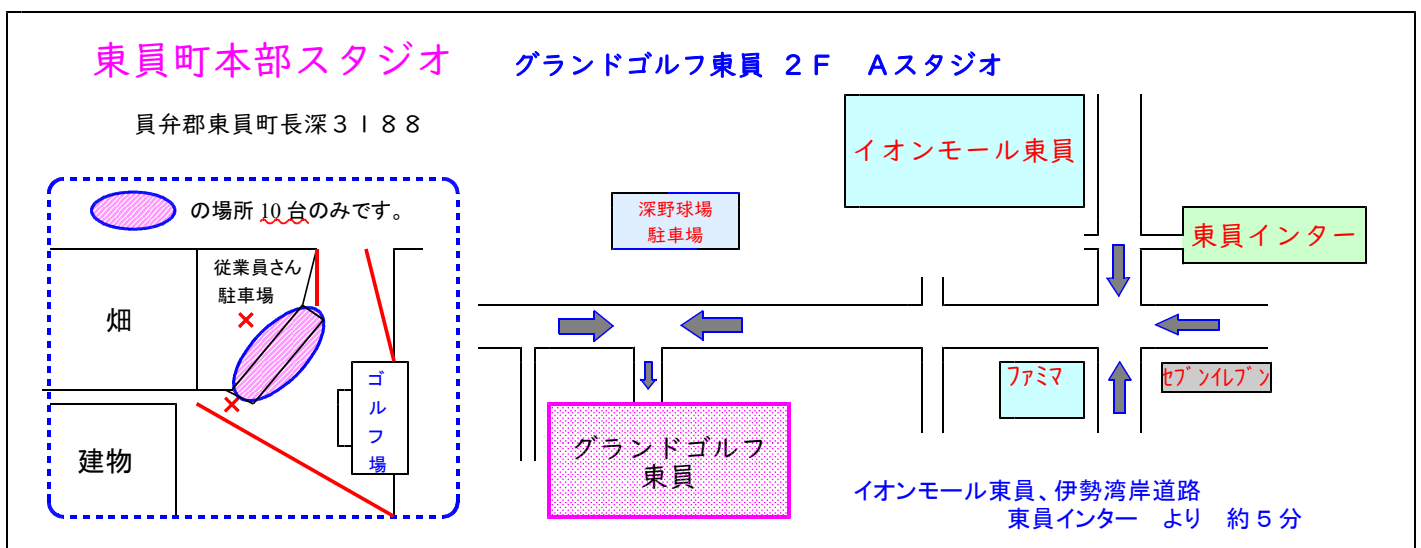 東員町本部スタジオ
グランドゴルフ東員 ２Ｆ　Ａスタジオ
員弁郡東員町長深３１８８
の場所 10 台のみです。
従業員さん
駐車場
畑
建物
ゴルフ場
深野球場
駐車場
イオンモール東員
東員インター
ファミマ
ｾﾌﾞﾝｲﾚﾌﾞﾝ
グランドゴルフ
東員
イオンモール東員、伊勢湾岸道路
東員インター　より　約５分